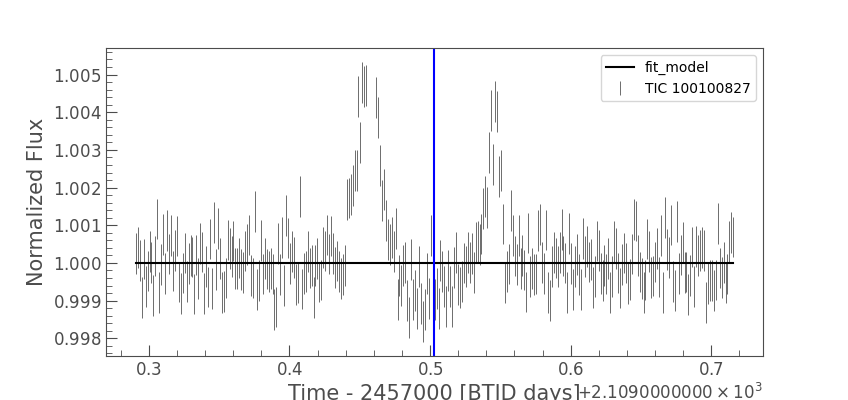 fit_model
TIC 100100827
Normalized Flux
1.005
1.004
1.003
1.002
1.001
1.000
0.999
0.998
0.3
0.4
0.5
0.6
0.7
Time - 2457000 [BTJD days]
+2.1090000000 × 10³